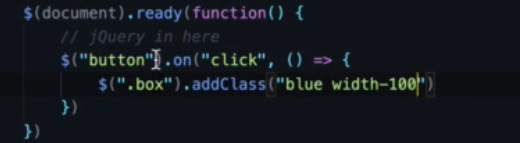 $(document).ready(function() {
// jQuery in here
$("button").on("click", () => {
$(".box").addClass("blue width-100")
})
})